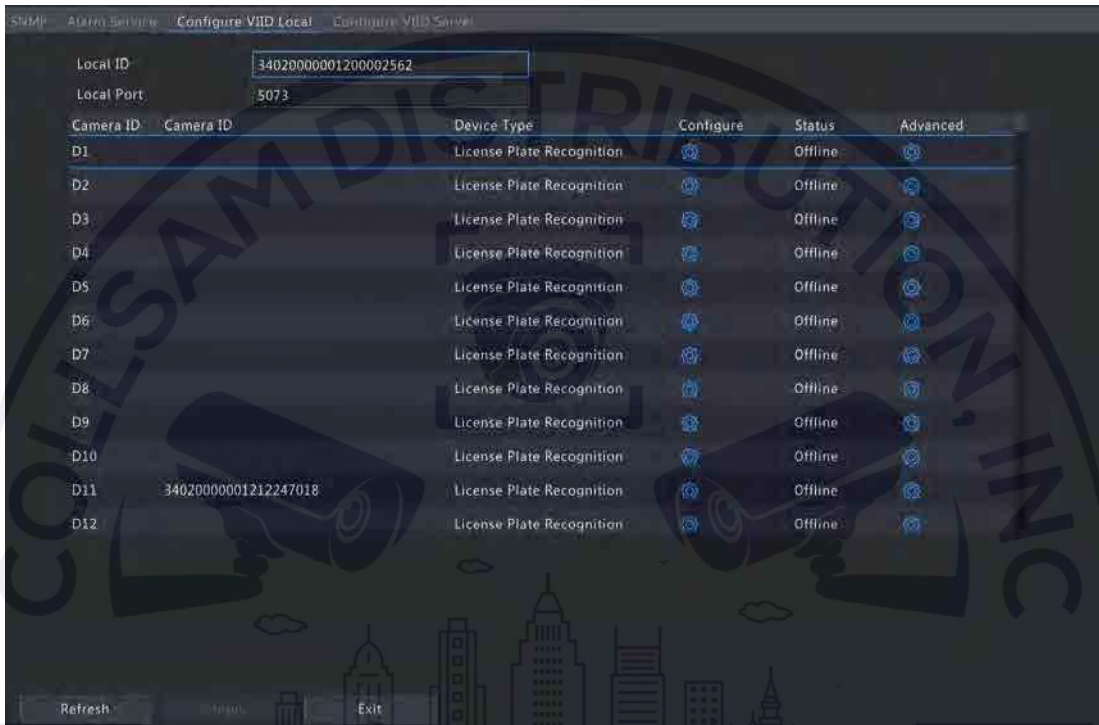 SNMP Alarm Service Configure VIID Local Configure VIID Server
Local ID 34020000001200002562
Local Port 5073
Camera ID Camera ID Device Type Configure Status Advanced
D1 License Plate Recognition Offline
D2 License Plate Recognition Offline
D3 License Plate Recognition Offline
D4 License Plate Recognition Offline
D5 License Plate Recognition Offline
D6 License Plate Recognition Offline
D7 License Plate Recognition Offline
D8 License Plate Recognition Offline
D9 License Plate Recognition Offline
D10 License Plate Recognition Offline
D11 34020000001212247018 License Plate Recognition Offline
D12 License Plate Recognition Offline
Refresh Exit
COLLSAM DISTRIBUTION, INC